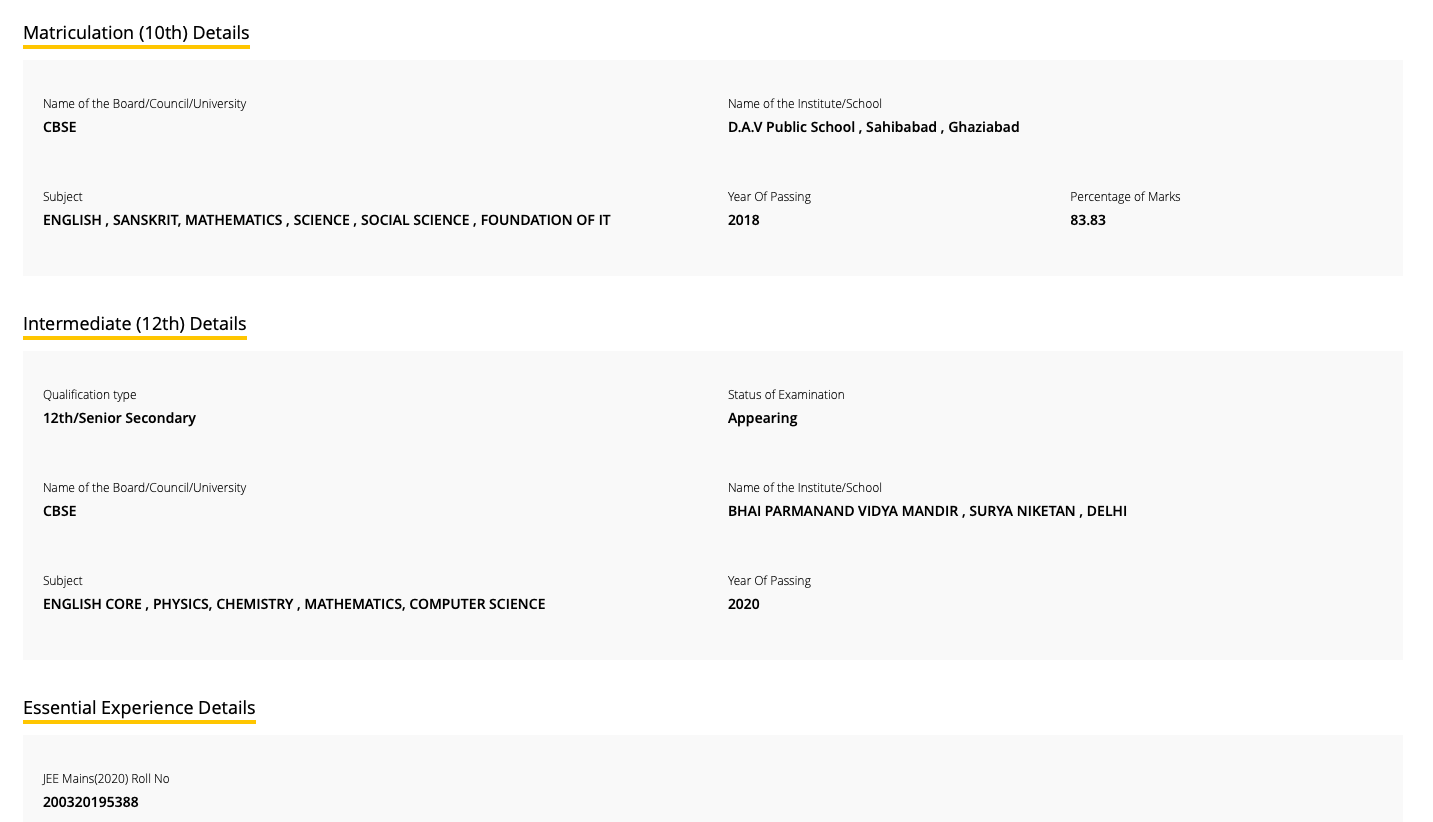 Matriculation (10th) Details
Name of the Board/Council/University
CBSE
Name of the Institute/School
D.A.V Public School , Sahibabad , Ghaziabad
Subject
ENGLISH , SANSKRIT, MATHEMATICS , SCIENCE , SOCIAL SCIENCE , FOUNDATION OF IT
Year Of Passing
2018
Percentage of Marks
83.83
Intermediate (12th) Details
Qualification type
12th/Senior Secondary
Status of Examination
Appearing
Name of the Board/Council/University
CBSE
Name of the Institute/School
BHAI PARMANAND VIDYA MANDIR , SURYA NIKETAN , DELHI
Subject
ENGLISH CORE , PHYSICS, CHEMISTRY , MATHEMATICS, COMPUTER SCIENCE
Year Of Passing
2020
Essential Experience Details
JEE Mains(2020) Roll No
200320195388